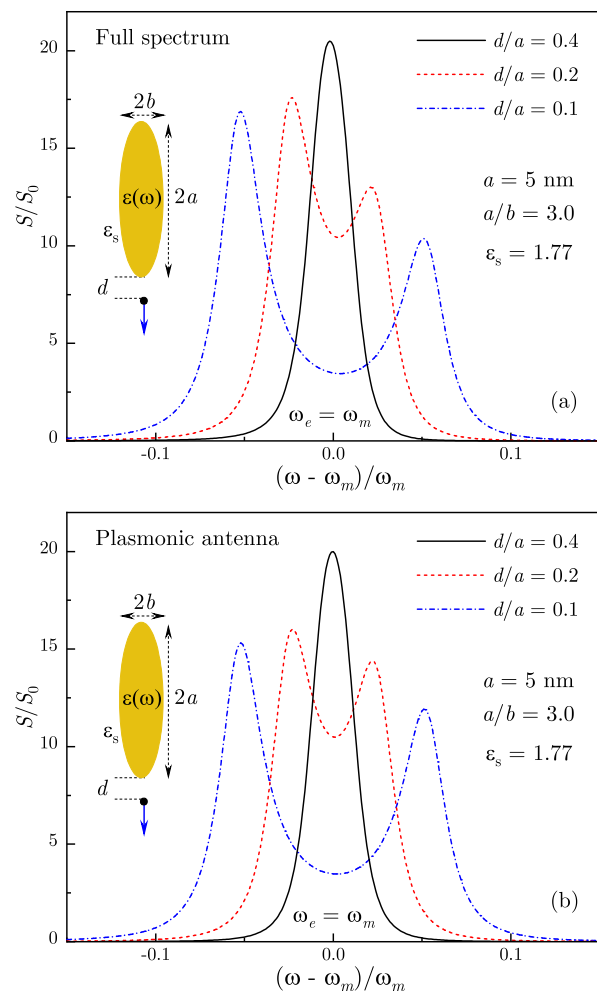 20
15
10
5
0
S/S₀
Full spectrum
d/a = 0.4
d/a = 0.2
d/a = 0.1
2b
ε(ω)
2a
εₛ
d
a = 5 nm
a/b = 3.0
εₛ = 1.77
ωₑ = ωₘ
(a)
-0.1
0.0
0.1
(ω - ωₘ)/ωₘ
20
15
10
5
0
S/S₀
Plasmonic antenna
d/a = 0.4
d/a = 0.2
d/a = 0.1
2b
ε(ω)
2a
εₛ
d
a = 5 nm
a/b = 3.0
εₛ = 1.77
ωₑ = ωₘ
(b)
-0.1
0.0
0.1
(ω - ωₘ)/ωₘ